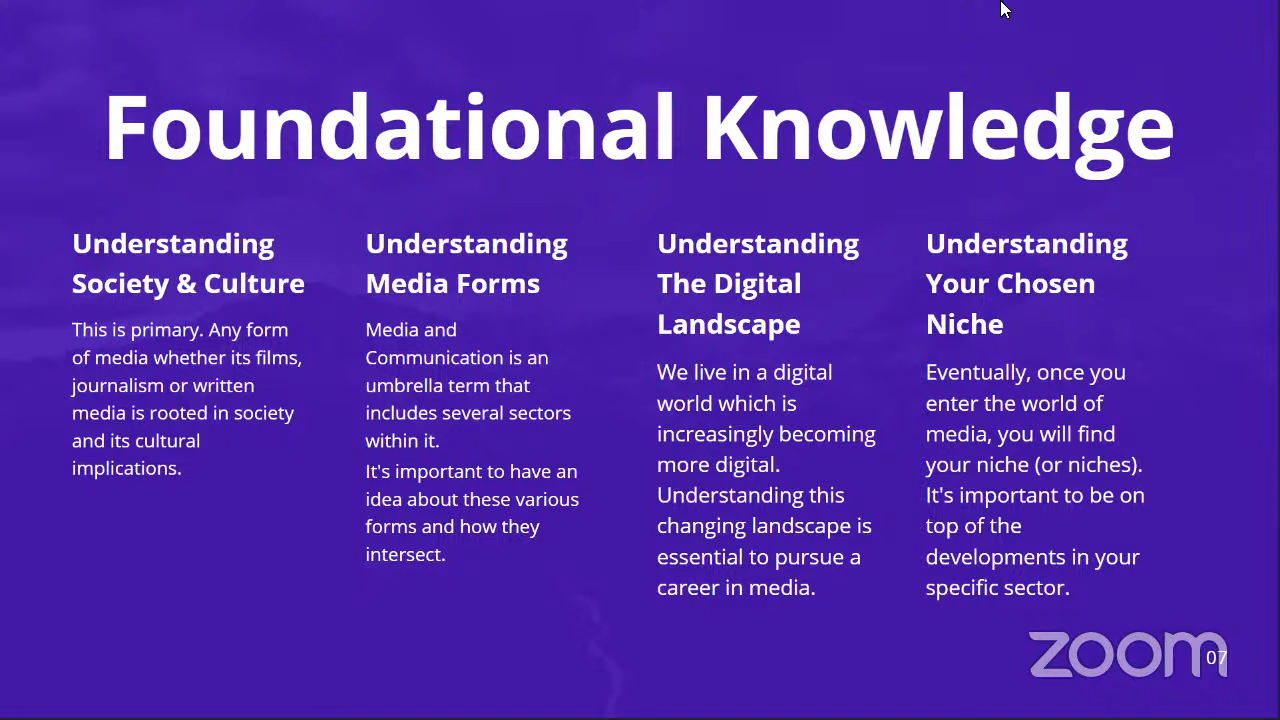 Foundational Knowledge
Understanding
Society & Culture
This is primary. Any form
of media whether its films,
journalism or written
media is rooted in society
and its cultural
implications.
Understanding
Media Forms
Media and
Communication is an
umbrella term that
includes several sectors
within it.
It's important to have an
idea about these various
forms and how they
intersect.
Understanding
The Digital
Landscape
We live in a digital
world which is
increasingly becoming
more digital.
Understanding this
changing landscape is
essential to pursue a
career in media.
Understanding
Your Chosen
Niche
Eventually, once you
enter the world of
media, you will find
your niche (or niches).
It's important to be on
top of the
developments in your
specific sector.
zoom
07